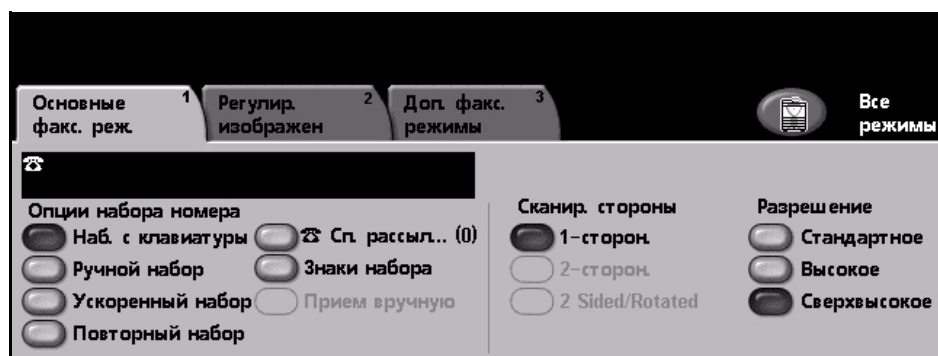 Основные 1
факс. реж.
Регулир. 2
изображен
Доп. факс. 3
режимы
Все
режимы
Опции набора номера
Наб. с клавиатуры
Ручной набор
Ускоренный набор
Повторный набор
☎ Сп. рассыл... (0)
Знаки набора
Прием вручную
Сканир. стороны
1-сторон.
2-сторон.
2 Sided/Rotated
Разрешение
Стандартное
Высокое
Сверхвысокое